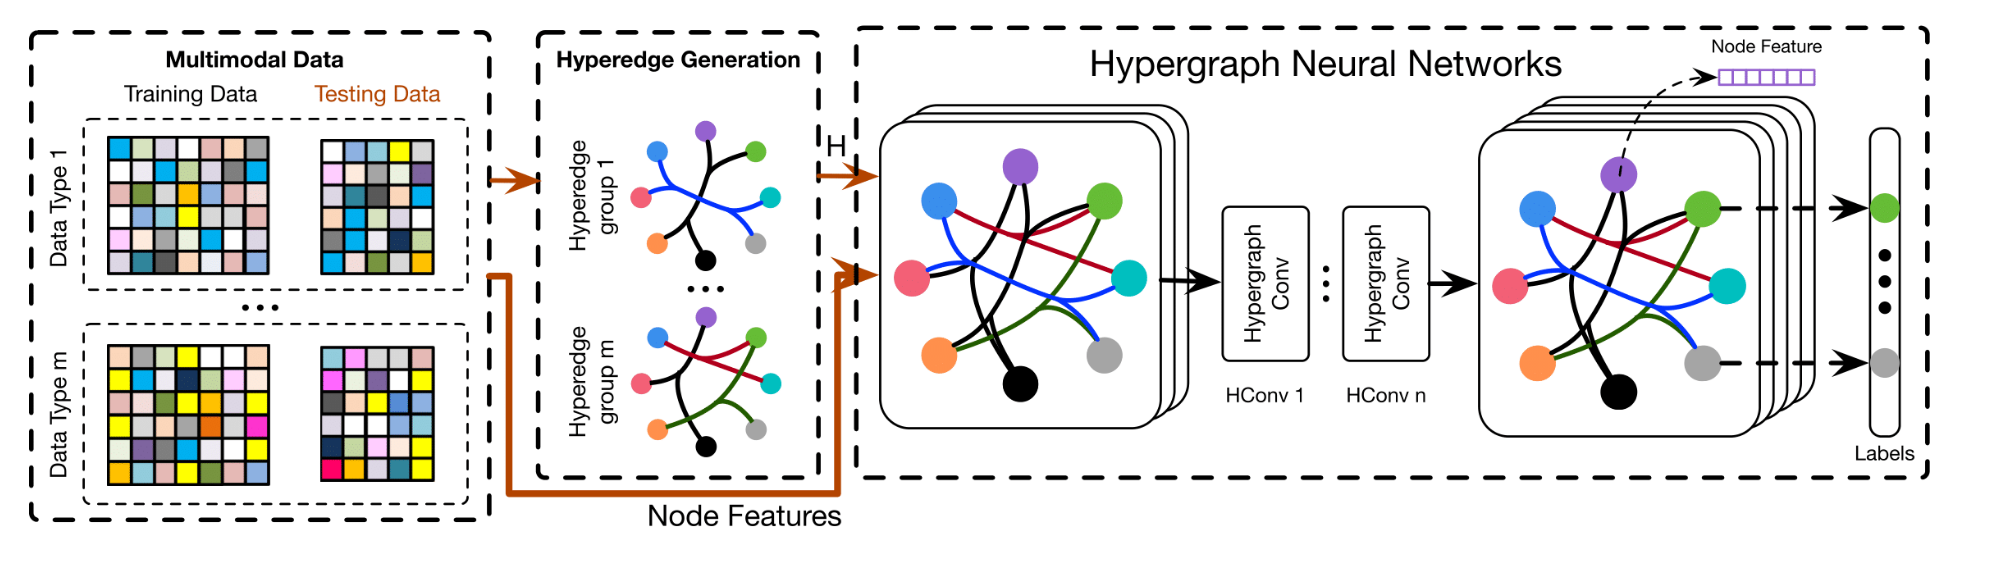 Multimodal Data
Training Data
Testing Data
Data Type 1
Data Type m
Hyperedge Generation
Hyperedge
group 1
Hyperedge
group m
H
Node Features
Hypergraph Neural Networks
Hypergraph
Conv
HConv 1
Hypergraph
Conv
HConv n
Node Feature
Labels